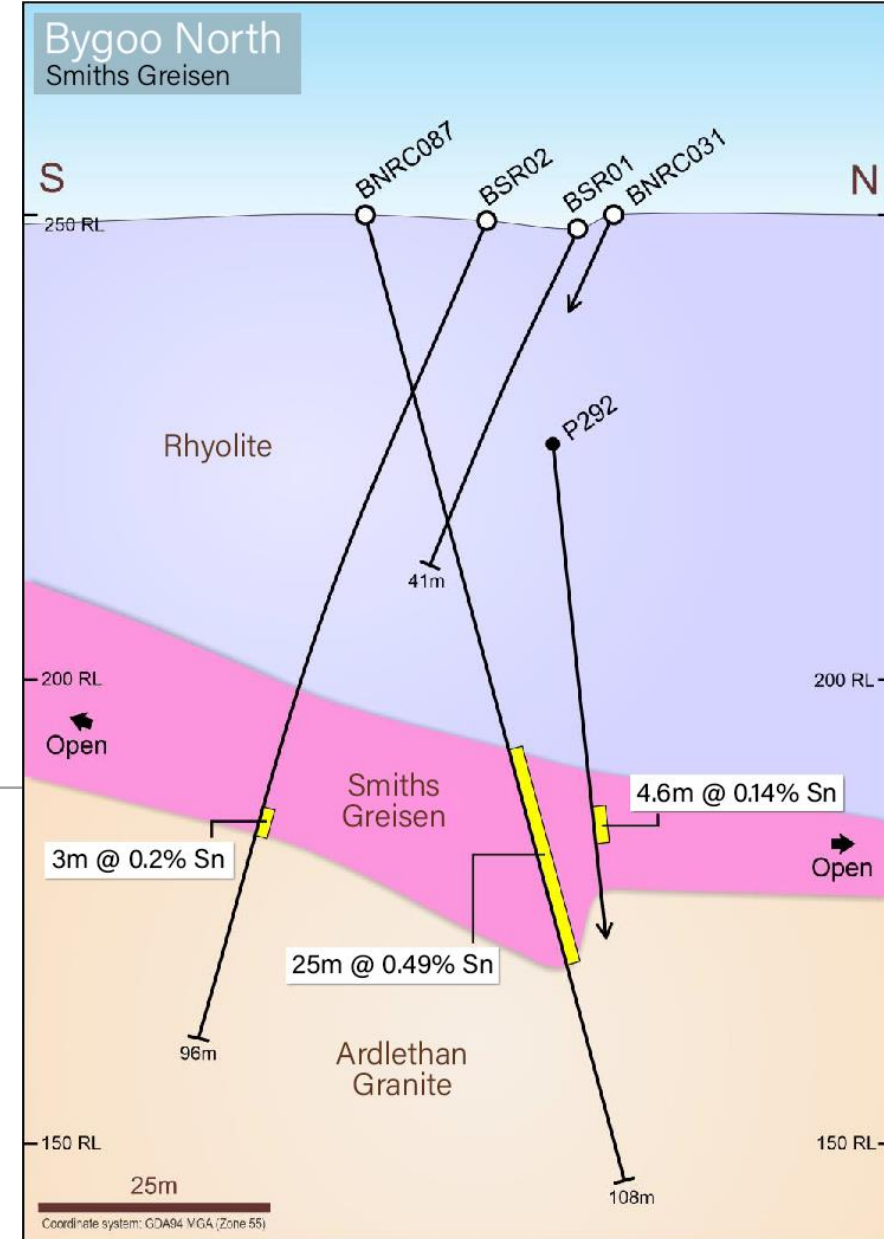 Bygoo North
Smiths Greisen
S
BNRC087
BSR02
BSR01
BNRC031
N
250 RL
P292
Rhyolite
41m
200 RL
200 RL
Open
Smiths
Greisen
4.6m @ 0.14% Sn
3m @ 0.2% Sn
Open
25m @ 0.49% Sn
96m
Ardlethan
Granite
150 RL
150 RL
25m
108m
Coordinate system: GDA94 MGA (Zone 55)